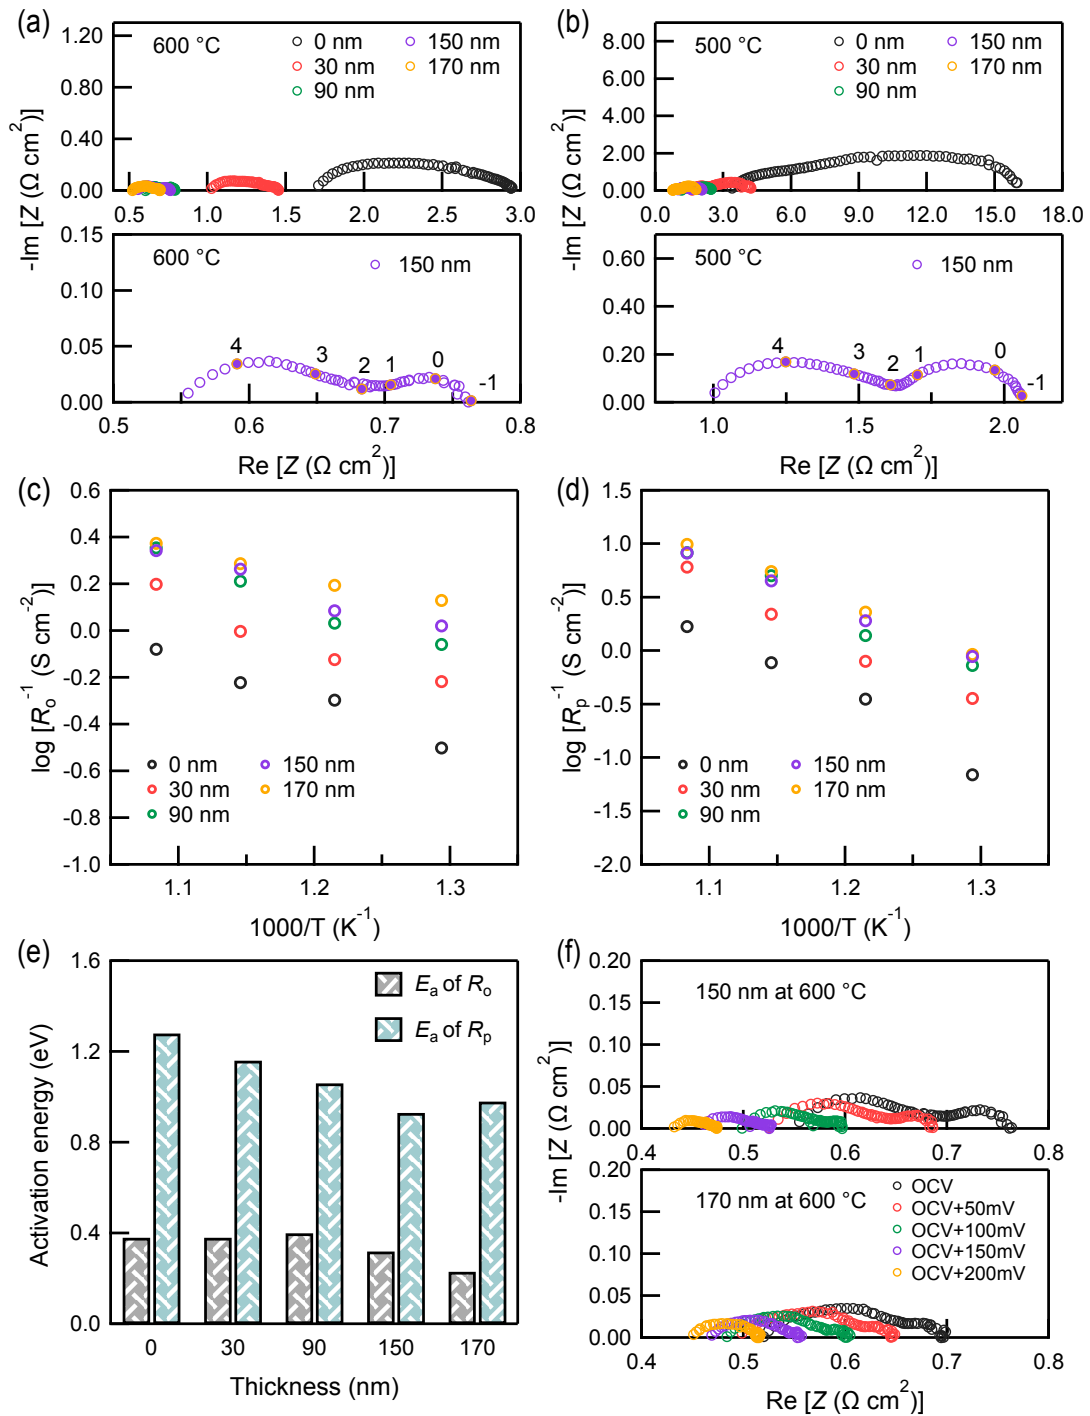 (a)
600 °C
0 nm
30 nm
90 nm
150 nm
170 nm
1.20
0.80
0.40
0.00
0.5
1.0
1.5
2.0
2.5
3.0
-Im [Z (Ω cm²)]
0.15
0.10
0.05
0.00
600 °C
150 nm
4
3
2
1
0
-1
0.5
0.6
0.7
0.8
Re [Z (Ω cm²)]
(b)
500 °C
0 nm
30 nm
90 nm
150 nm
170 nm
8.00
6.00
4.00
2.00
0.00
0.0
3.0
6.0
9.0
12.0
15.0
18.0
-Im [Z (Ω cm²)]
0.60
0.40
0.20
0.00
500 °C
150 nm
4
3
2
1
0
-1
1.0
1.5
2.0
Re [Z (Ω cm²)]
(c)
log [Rₒ⁻¹ (S cm⁻²)]
0.6
0.4
0.2
0.0
-0.2
-0.4
-0.6
-0.8
-1.0
0 nm
30 nm
90 nm
150 nm
170 nm
1.1
1.2
1.3
1000/T (K⁻¹)
(d)
log [Rₚ⁻¹ (S cm⁻²)]
1.5
1.0
0.5
0.0
-0.5
-1.0
-1.5
-2.0
0 nm
30 nm
90 nm
150 nm
170 nm
1.1
1.2
1.3
1000/T (K⁻¹)
(e)
Activation energy (eV)
1.6
1.2
0.8
0.4
0.0
Eₐ of Rₒ
Eₐ of Rₚ
0
30
90
150
170
Thickness (nm)
(f)
-Im [Z (Ω cm²)]
0.20
0.15
0.10
0.05
0.00
150 nm at 600 °C
0.4
0.5
0.6
0.7
0.8
0.20
0.15
0.10
0.05
0.00
170 nm at 600 °C
OCV
OCV+50mV
OCV+100mV
OCV+150mV
OCV+200mV
0.4
0.5
0.6
0.7
0.8
Re [Z (Ω cm²)]